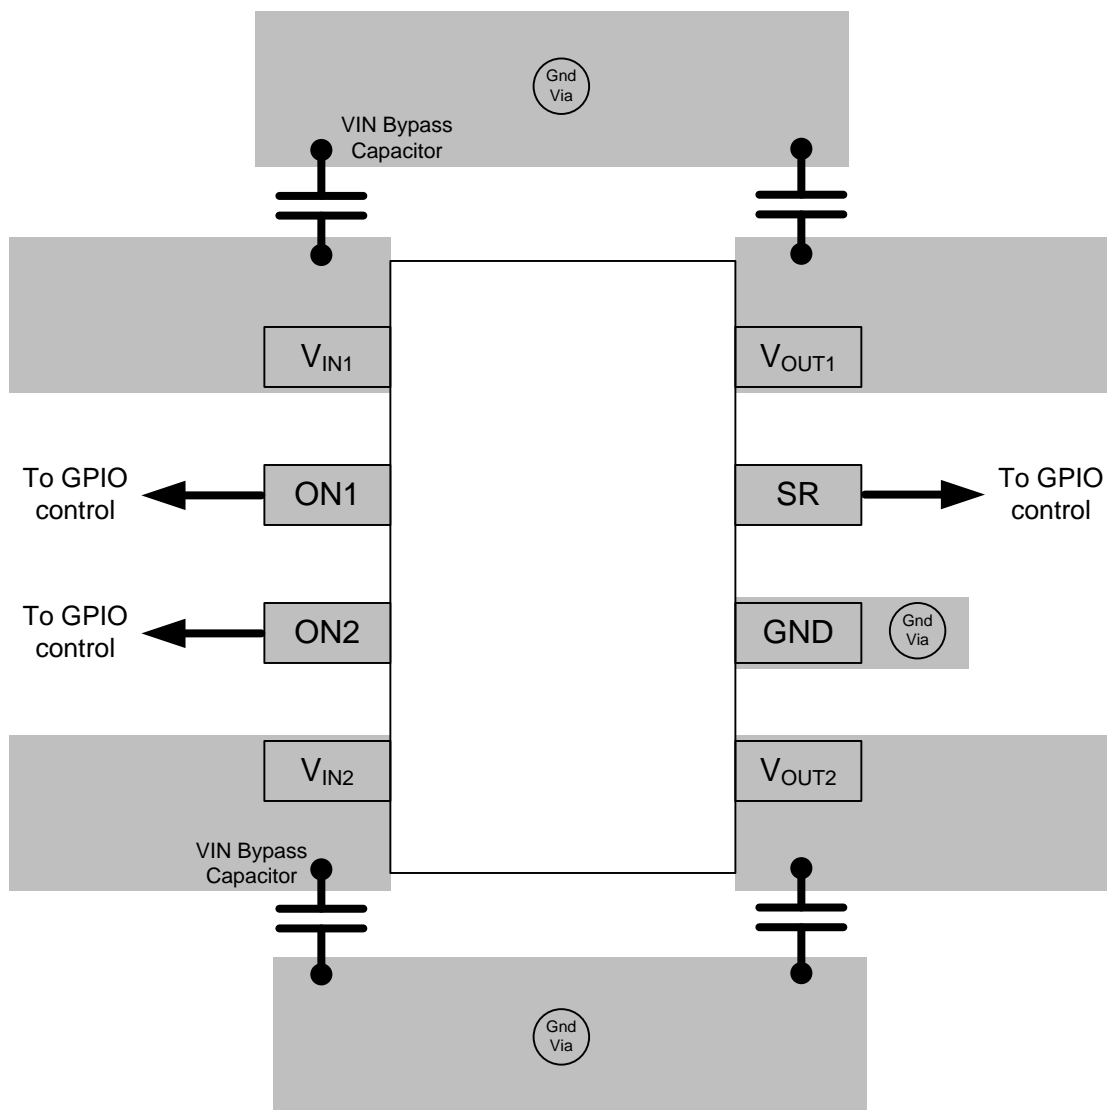 Gnd
Via
VIN Bypass
Capacitor
VIN1
VOUT1
To GPIO
control
ON1
SR
To GPIO
control
To GPIO
control
ON2
GND
Gnd
Via
VIN2
VOUT2
VIN Bypass
Capacitor
Gnd
Via